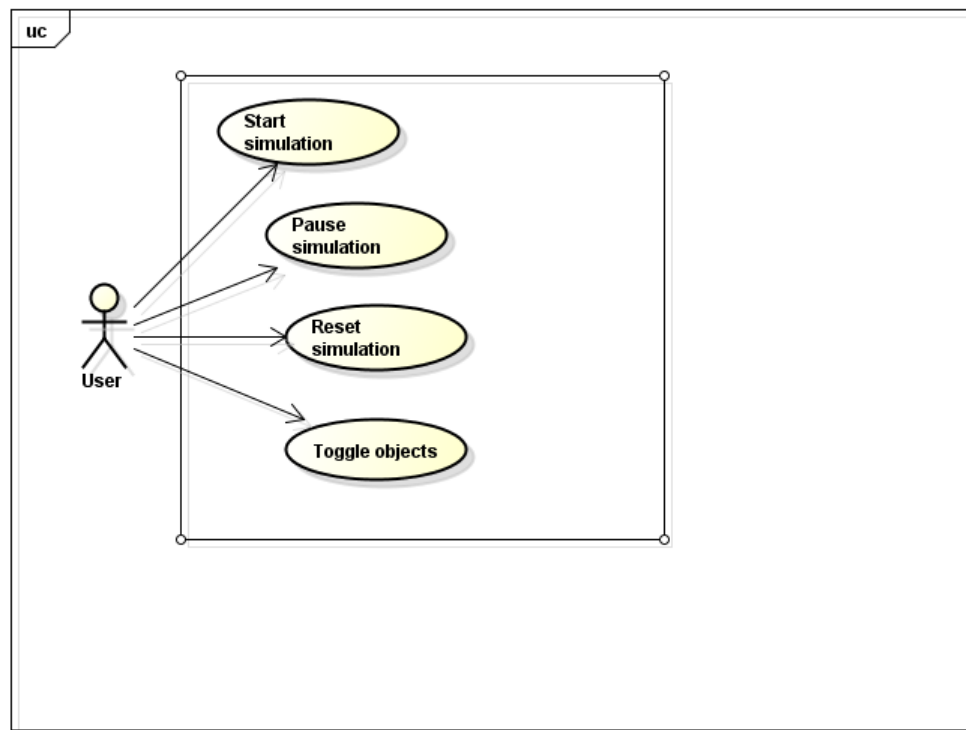 uc
Start
simulation
Pause
simulation
Reset
simulation
User
Toggle objects